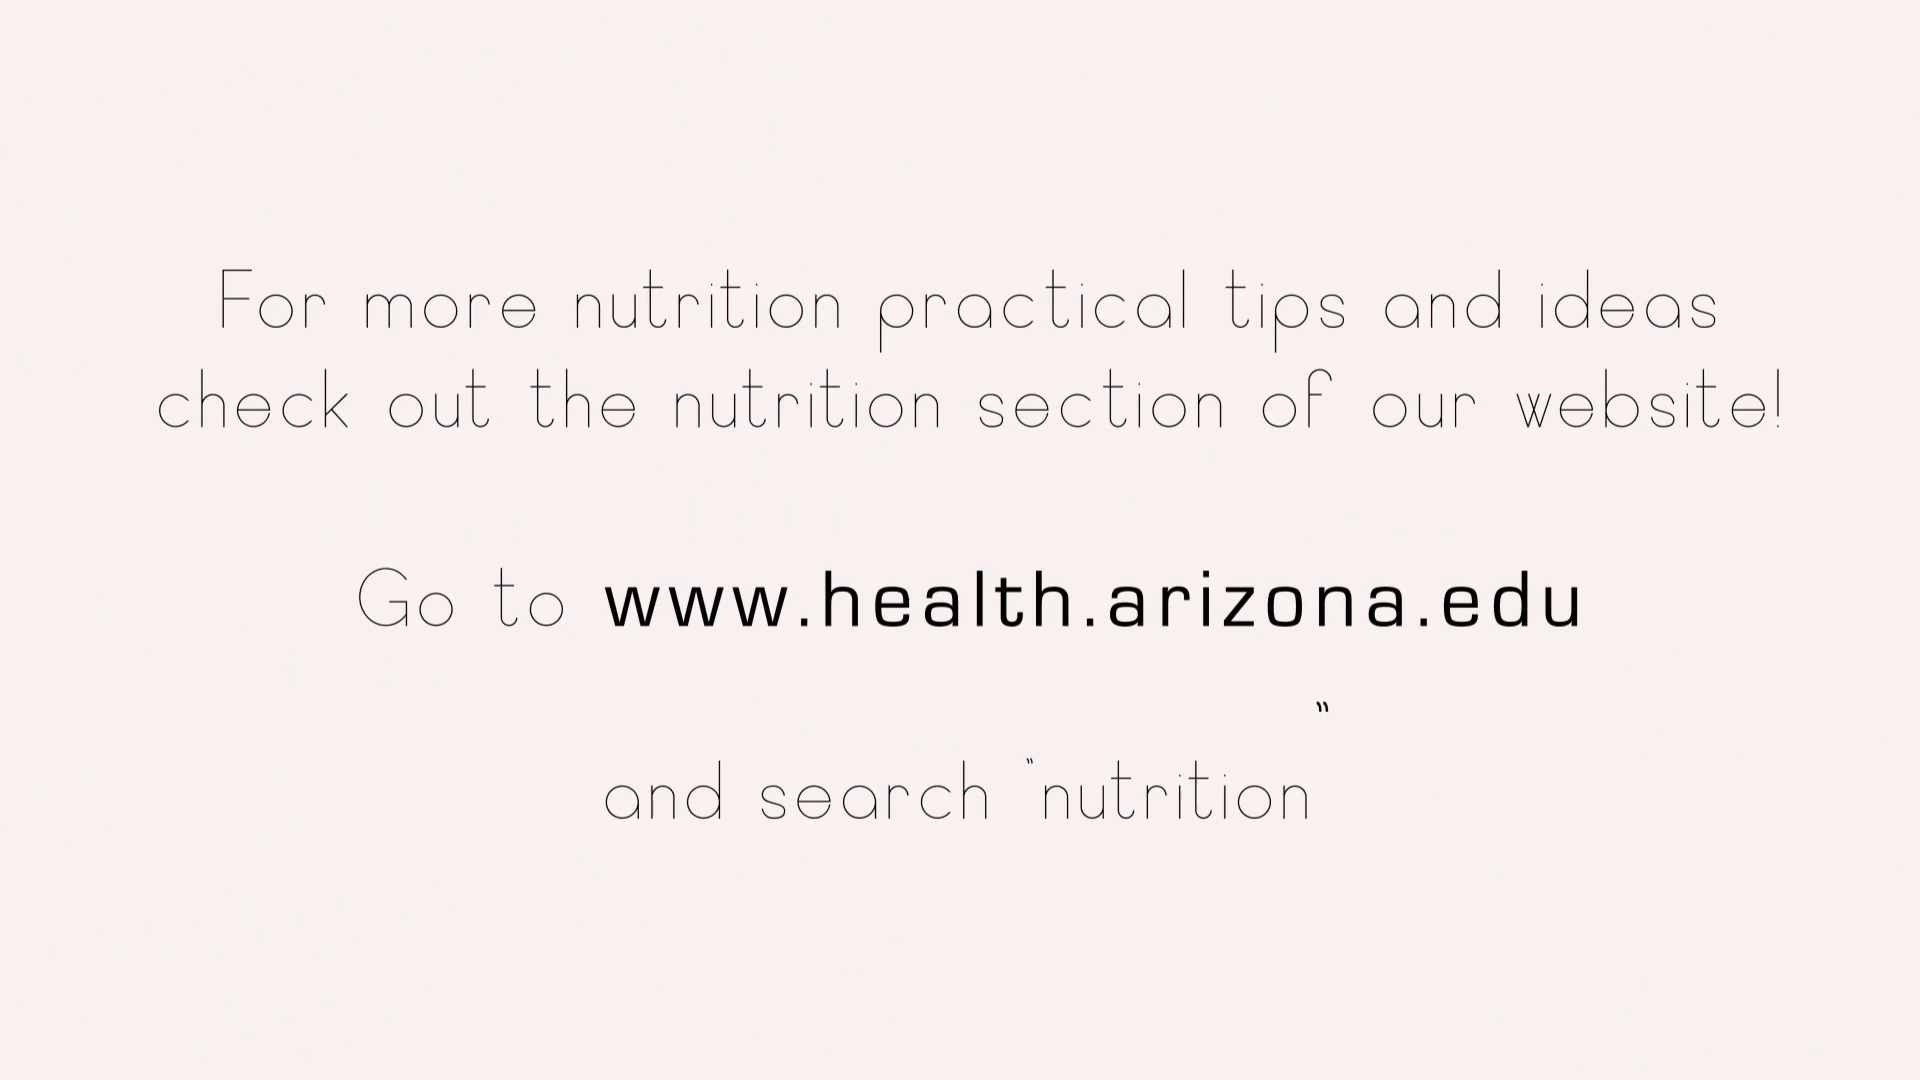 For more nutrition practical tips and ideas
check out the nutrition section of our website!
Go to www.health.arizona.edu
and search "nutrition"